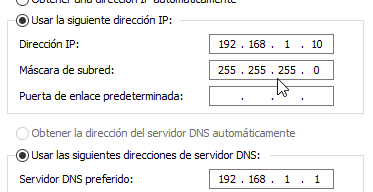 Obtener una dirección IP automáticamente
Usar la siguiente dirección IP:
Dirección IP: 192 . 168 . 1 . 10
Máscara de subred: 255 . 255 . 255 . 0
Puerta de enlace predeterminada: . . .
Obtener la dirección del servidor DNS automáticamente
Usar las siguientes direcciones de servidor DNS:
Servidor DNS preferido: 192 . 168 . 1 . 1